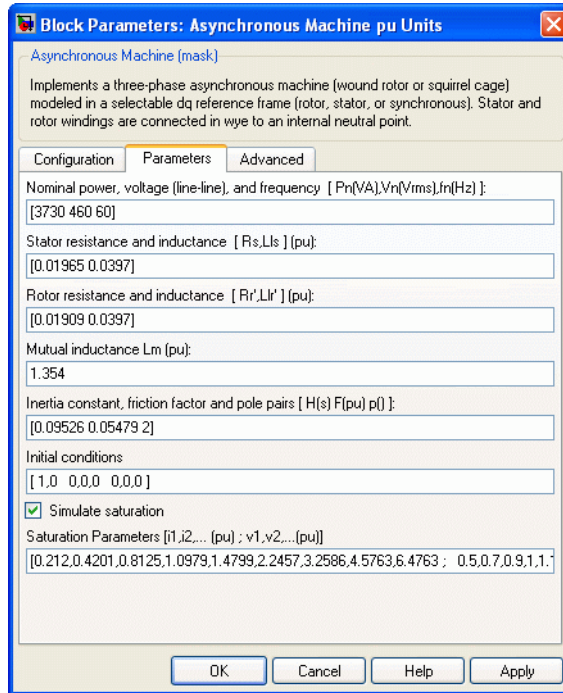 Block Parameters: Asynchronous Machine pu Units
Asynchronous Machine (mask)
Implements a three-phase asynchronous machine (wound rotor or squirrel cage)
modeled in a selectable dq reference frame (rotor, stator, or synchronous). Stator and
rotor windings are connected in wye to an internal neutral point.
Configuration
Parameters
Advanced
Nominal power, voltage (line-line), and frequency [ Pn(VA),Vn(Vrms),fn(Hz) ]:
[3730 460 60]
Stator resistance and inductance [ Rs,Lls ] (pu):
[0.01965 0.0397]
Rotor resistance and inductance [ Rr',Llr' ] (pu):
[0.01909 0.0397]
Mutual inductance Lm (pu):
1.354
Inertia constant, friction factor and pole pairs [ H(s) F(pu) p() ]:
[0.09526 0.05479 2]
Initial conditions
[ 1,0 0,0,0 0,0,0 ]
Simulate saturation
Saturation Parameters [i1,i2,... (pu) ; v1,v2,...(pu)]
[0.212,0.4201,0.8125,1.0979,1.4799,2.2457,3.2586,4.5763,6.4763 ; 0.5,0.7,0.9,1,1.
OK
Cancel
Help
Apply